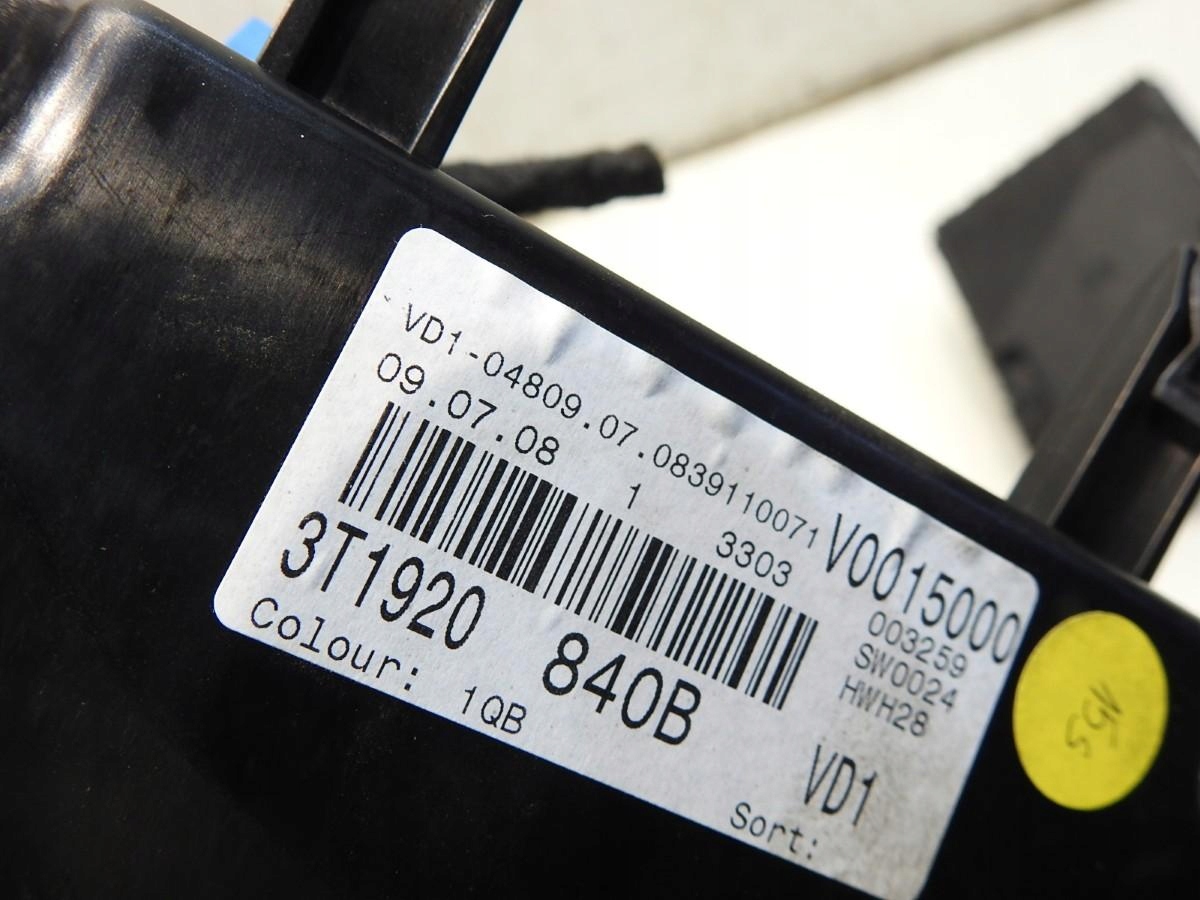 VD1-04809.07.0839110071
09.07.08 1 3303
V0015000
003259
SW0024
HWH28
3T1920 840B
Colour: 1QB
VD1
Sort: